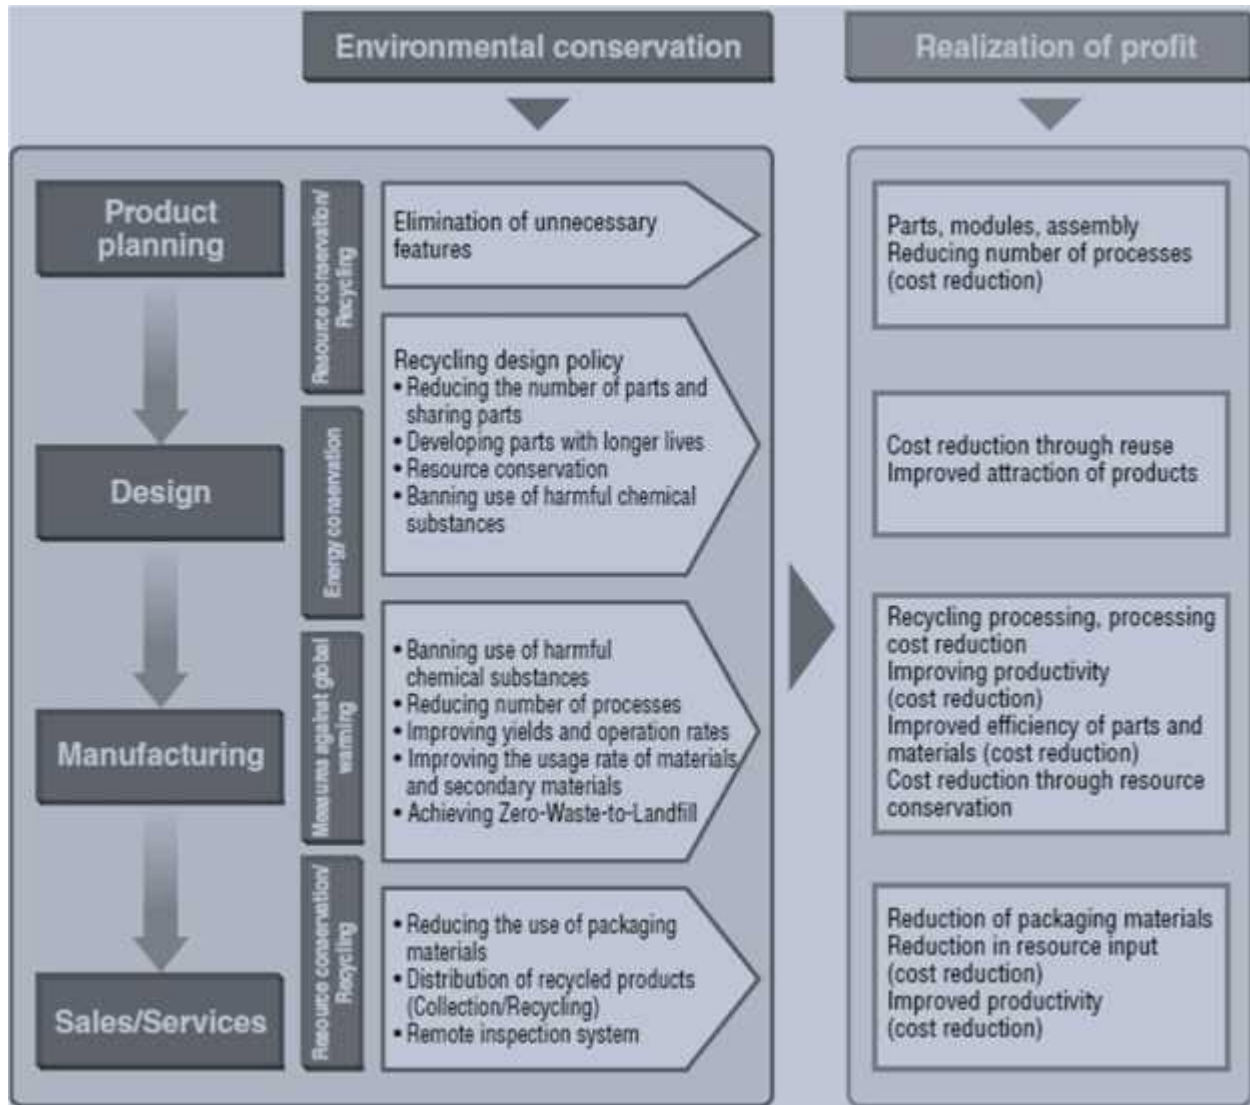 Environmental conservation
Realization of profit
Product
planning
Resource conservation/
Recycling
Elimination of unnecessary
features
Parts, modules, assembly
Reducing number of processes
(cost reduction)
Design
Energy conservation
Recycling design policy
• Reducing the number of parts and
sharing parts
• Developing parts with longer lives
• Resource conservation
• Banning use of harmful chemical
substances
Cost reduction through reuse
Improved attraction of products
Manufacturing
Measures against global
warming
• Banning use of harmful
chemical substances
• Reducing number of processes
• Improving yields and operation rates
• Improving the usage rate of materials
and secondary materials
• Achieving Zero-Waste-to-Landfill
Recycling processing, processing
cost reduction
Improving productivity
(cost reduction)
Improved efficiency of parts and
materials (cost reduction)
Cost reduction through resource
conservation
Sales/Services
Resource conservation/
Recycling
• Reducing the use of packaging
materials
• Distribution of recycled products
(Collection/Recycling)
• Remote inspection system
Reduction of packaging materials
Reduction in resource input
(cost reduction)
Improved productivity
(cost reduction)